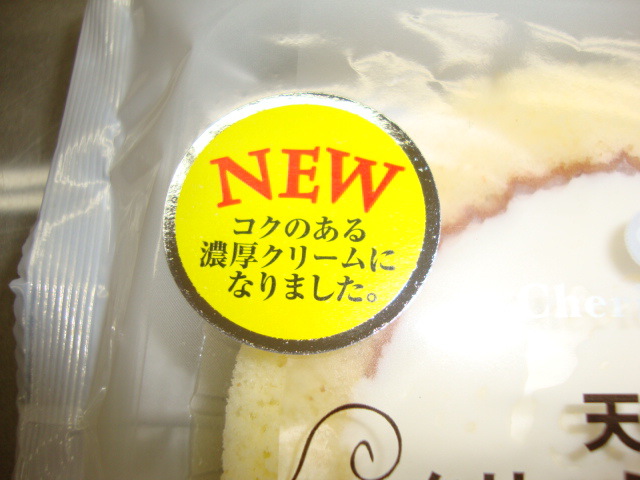 NEW
コクのある
濃厚クリームに
なりました。
Che
天